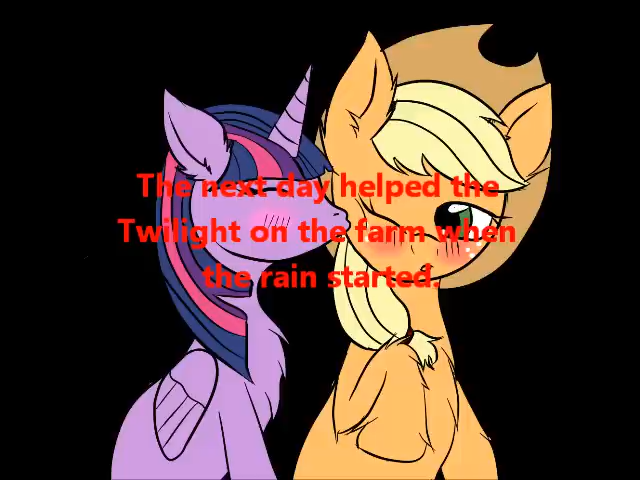 The next day helped the
Twilight on the farm when
the rain started.